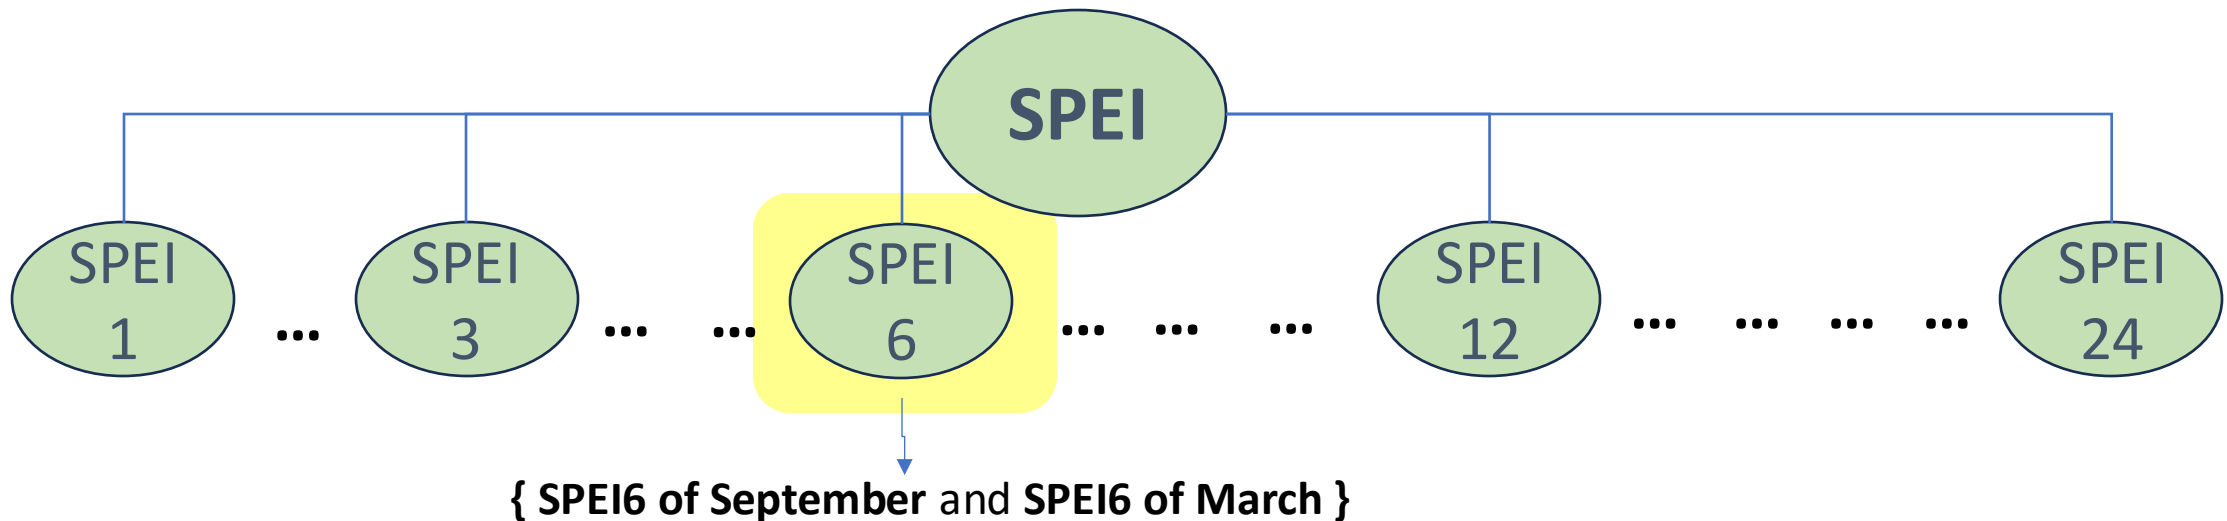 SPEI
SPEI
1
...
SPEI
3
...
...
SPEI
6
...
...
...
SPEI
12
...
...
...
...
SPEI
24
{ SPEI6 of September and SPEI6 of March }